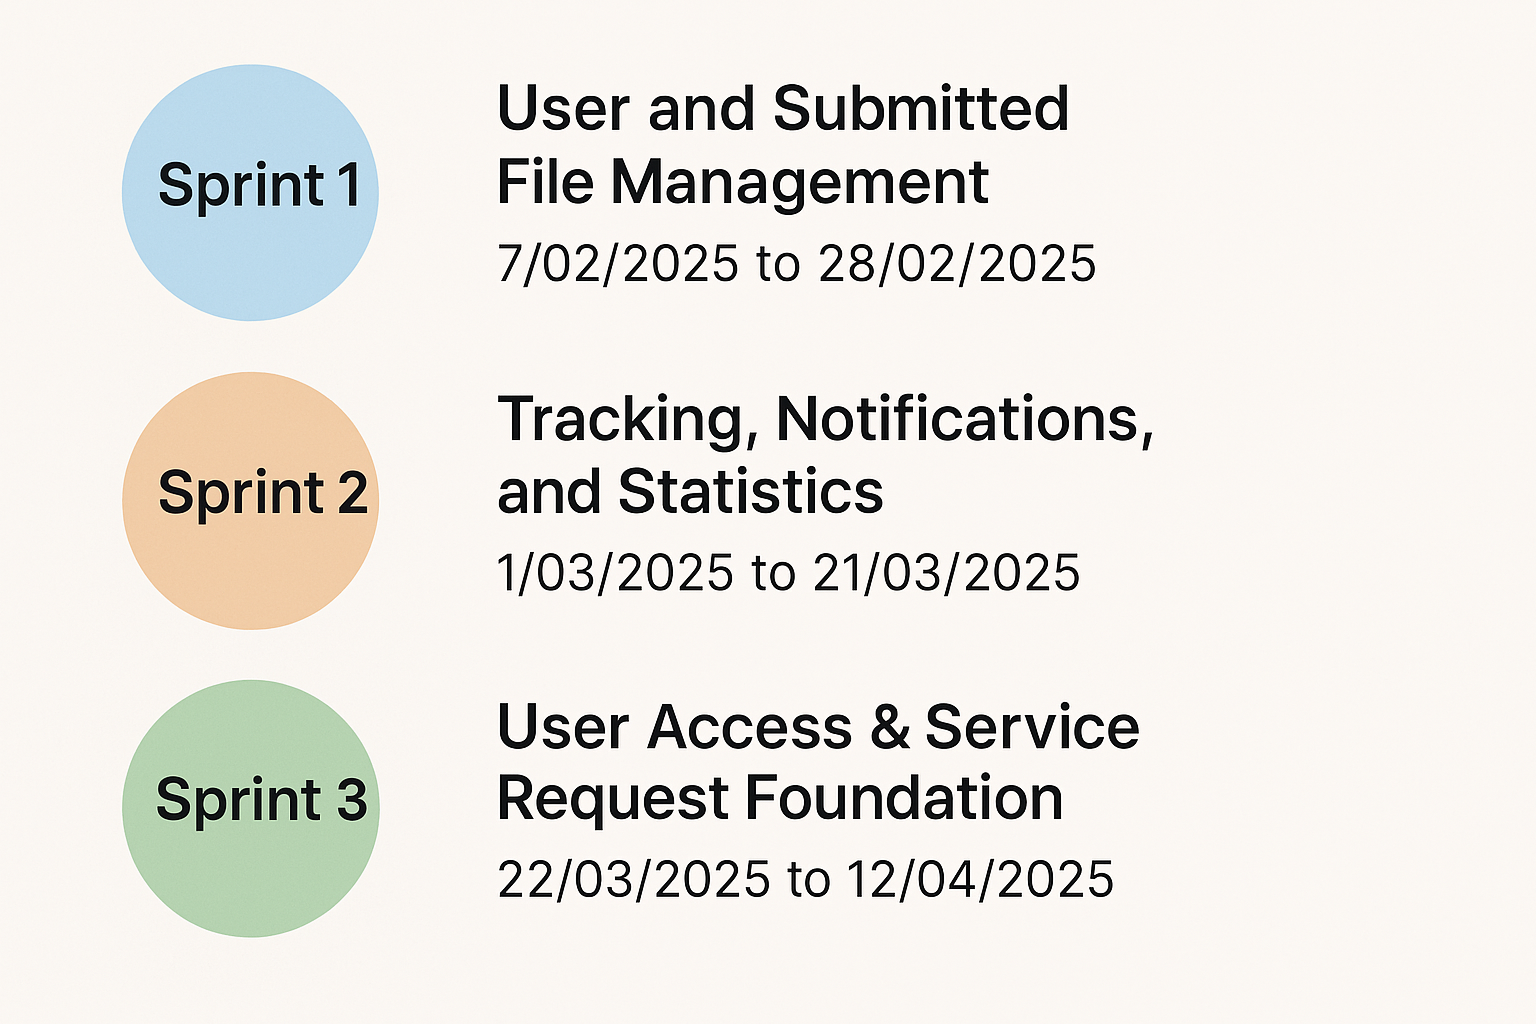 Sprint 1
User and Submitted
File Management
7/02/2025 to 28/02/2025
Sprint 2
Tracking, Notifications,
and Statistics
1/03/2025 to 21/03/2025
Sprint 3
User Access & Service
Request Foundation
22/03/2025 to 12/04/2025